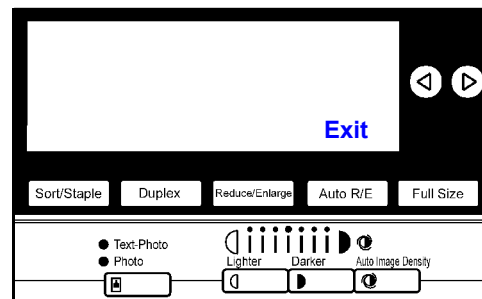 Exit
Sort/Staple Duplex Reduce/Enlarge Auto R/E Full Size
Text-Photo
Photo
Lighter Darker Auto Image Density